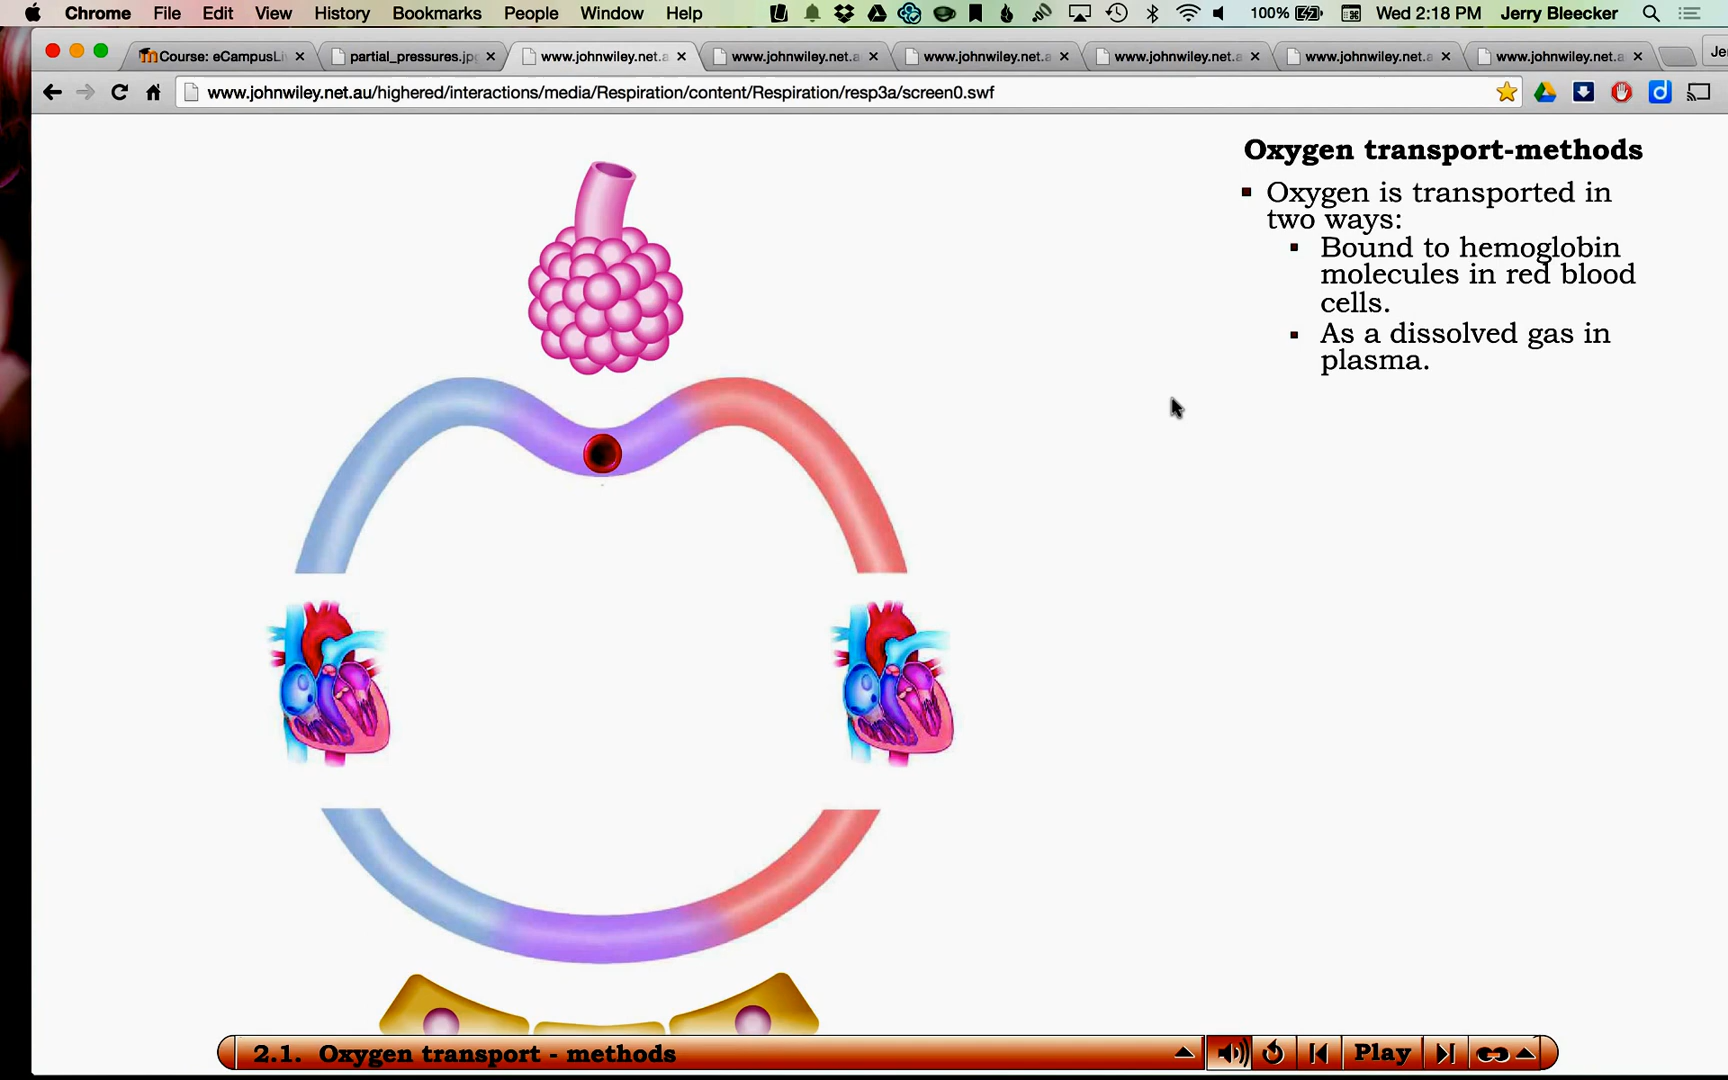 Chrome File Edit View History Bookmarks People Window Help 100% Wed 2:18 PM Jerry Bleecker
Course: eCampusLi partial_pressures.jpg www.johnwiley.net.a www.johnwiley.net.a www.johnwiley.net.a www.johnwiley.net.a www.johnwiley.net.a www.johnwiley.net.a Jer
www.johnwiley.net.au/highered/interactions/media/Respiration/content/Respiration/resp3a/screen0.swf
Oxygen transport-methods
Oxygen is transported in
two ways:
Bound to hemoglobin
molecules in red blood
cells.
As a dissolved gas in
plasma.
2.1. Oxygen transport - methods
Play